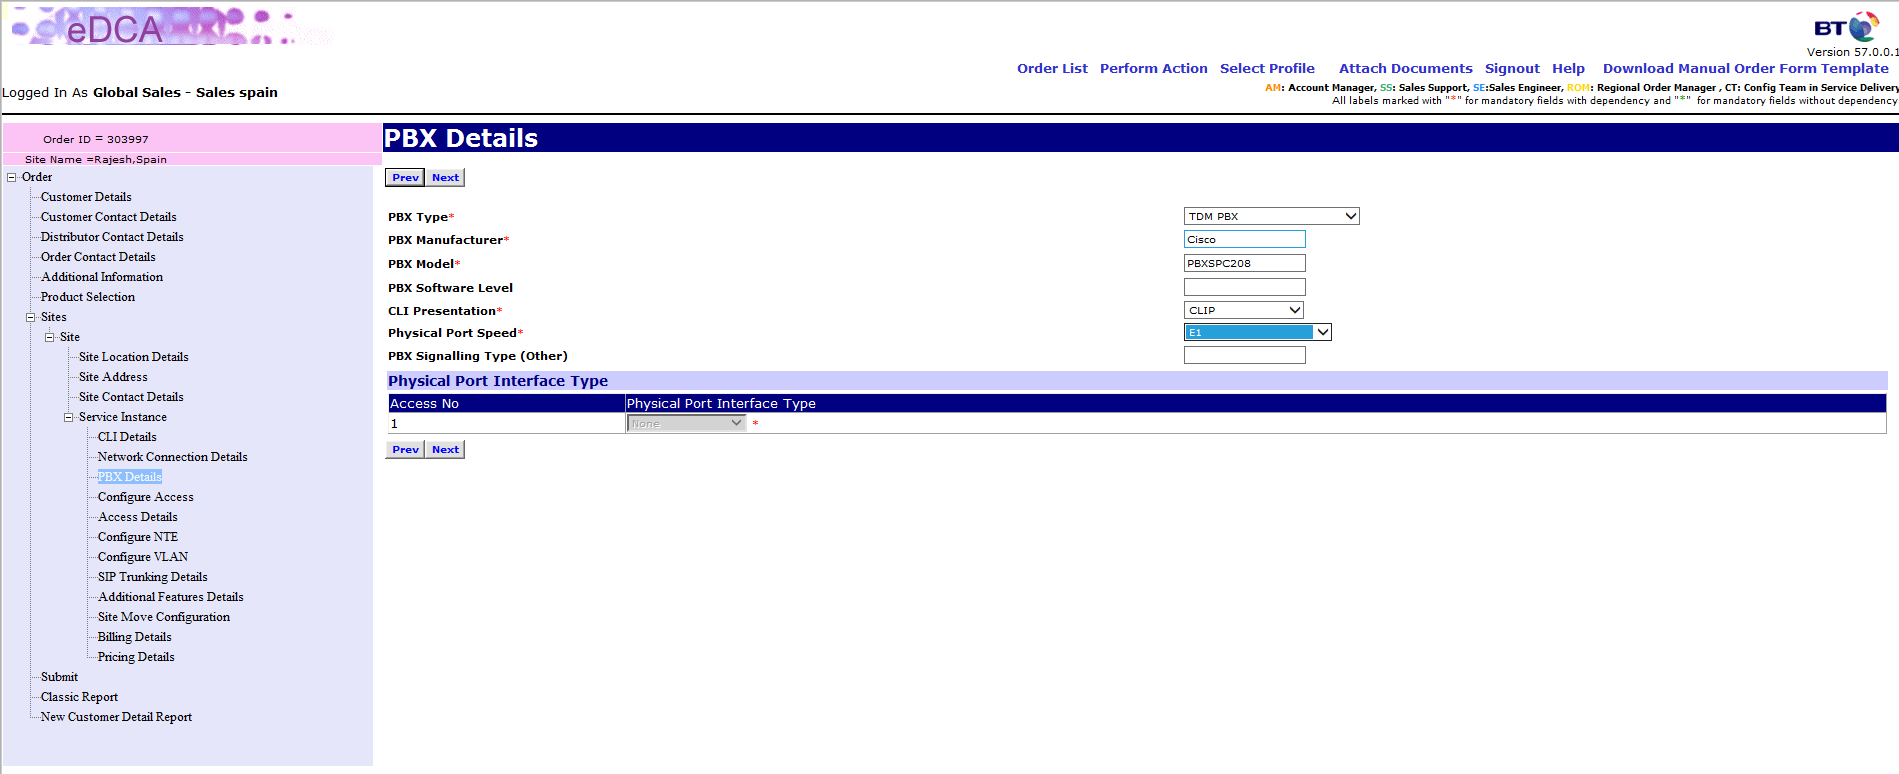 eDCA
BT
Version 57.0.0.1
Order List Perform Action Select Profile Attach Documents Signout Help Download Manual Order Form Template
Logged In As Global Sales - Sales spain
AM: Account Manager, SS: Sales Support, SE:Sales Engineer, ROM: Regional Order Manager , CT: Config Team in Service Delivery
All labels marked with "*" for mandatory fields with dependency and "*" for mandatory fields without dependency
Order ID = 303997
Site Name =Rajesh,Spain
Order
Customer Details
Customer Contact Details
Distributor Contact Details
Order Contact Details
Additional Information
Product Selection
Sites
Site
Site Location Details
Site Address
Site Contact Details
Service Instance
CLI Details
Network Connection Details
PBX Details
Configure Access
Access Details
Configure NTE
Configure VLAN
SIP Trunking Details
Additional Features Details
Site Move Configuration
Billing Details
Pricing Details
Submit
Classic Report
New Customer Detail Report
PBX Details
Prev Next
PBX Type* TDM PBX
PBX Manufacturer* Cisco
PBX Model* PBXSPC208
PBX Software Level
CLI Presentation* CLIP
Physical Port Speed* E1
PBX Signalling Type (Other)
Physical Port Interface Type
Access No Physical Port Interface Type
1 None *
Prev Next